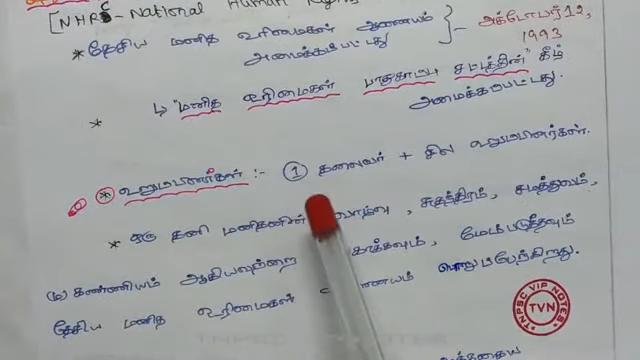 [NHRC - National Human Rights
* தேசிய மனித உரிமைகள் ஆணையம் அமைக்கப்பட்டது } - அக்டோபர் 12, 1993
* ↳ "மனித உரிமைகள் பாதுகாப்பு சட்டத்தின்" கீழ்
அமைக்கப்பட்டது.
* உறுப்பினர்கள் :- ① தலைவர் + சில உறுப்பினர்கள்.
* ஒரு தனி மனிதனின் வாழ்வு, சுதந்திரம், சமத்துவம்,
(ம) கண்ணியம் ஆகியவற்றை காக்கவும், மேம்படுத்தவும்
தேசிய மனித உரிமைகள் ஆணையம் பொறுப்பேற்கிறது.
TNPSC VIP NOTES
TVN